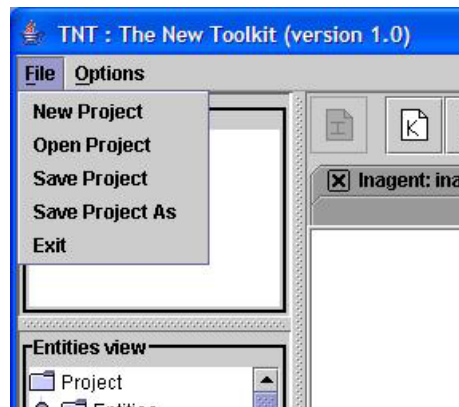 TNT : The New Toolkit (version 1.0)
File Options
New Project
Open Project
Save Project
Save Project As
Exit
I K
Inagent: ina
Entities view
Project
Entities